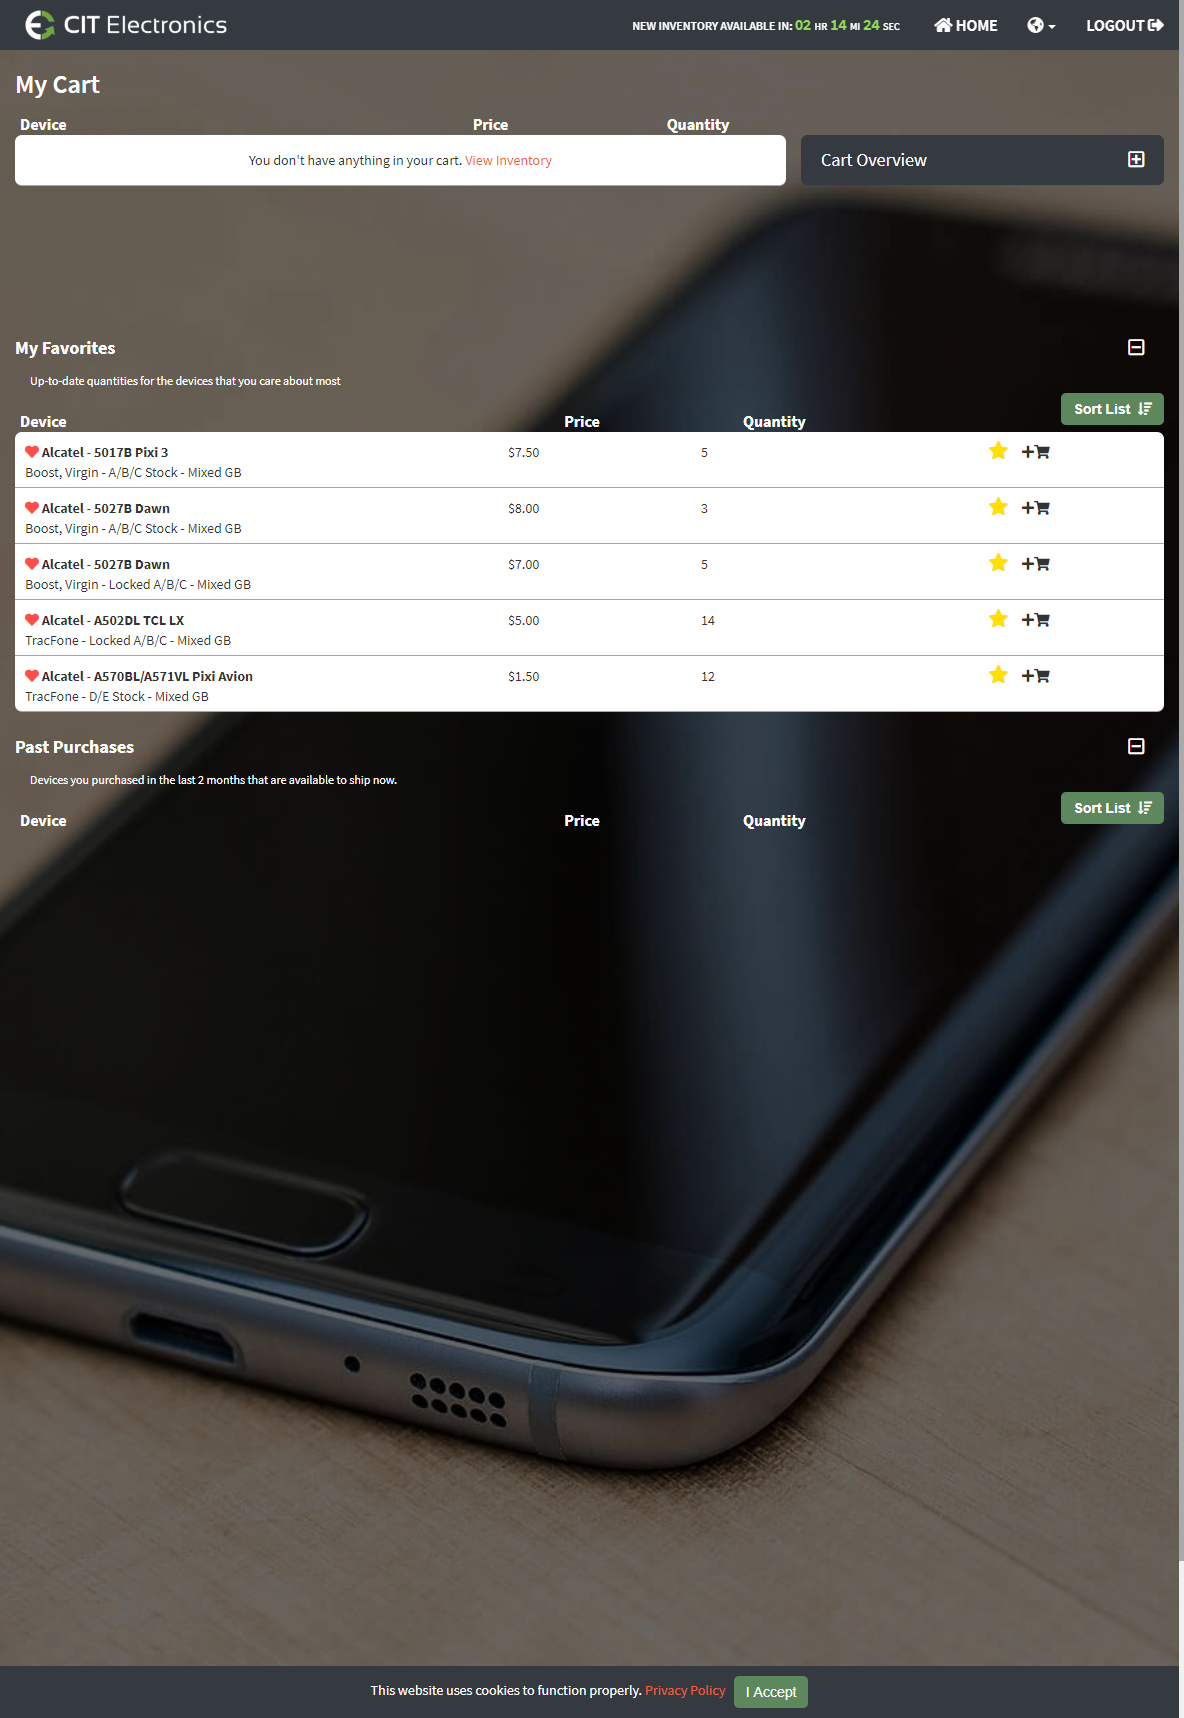 CIT Electronics
NEW INVENTORY AVAILABLE IN: 02 HR 14 MI 24 SEC
HOME
LOGOUT
My Cart
Device Price Quantity
You don't have anything in your cart. View Inventory
Cart Overview
My Favorites
Up-to-date quantities for the devices that you care about most
Sort List
Device Price Quantity
Alcatel - 5017B Pixi 3 $7.50 5
Boost, Virgin - A/B/C Stock - Mixed GB
Alcatel - 5027B Dawn $8.00 3
Boost, Virgin - A/B/C Stock - Mixed GB
Alcatel - 5027B Dawn $7.00 5
Boost, Virgin - Locked A/B/C - Mixed GB
Alcatel - A502DL TCL LX $5.00 14
TracFone - Locked A/B/C - Mixed GB
Alcatel - A570BL/A571VL Pixi Avion $1.50 12
TracFone - D/E Stock - Mixed GB
Past Purchases
Devices you purchased in the last 2 months that are available to ship now.
Sort List
Device Price Quantity
This website uses cookies to function properly. Privacy Policy I Accept